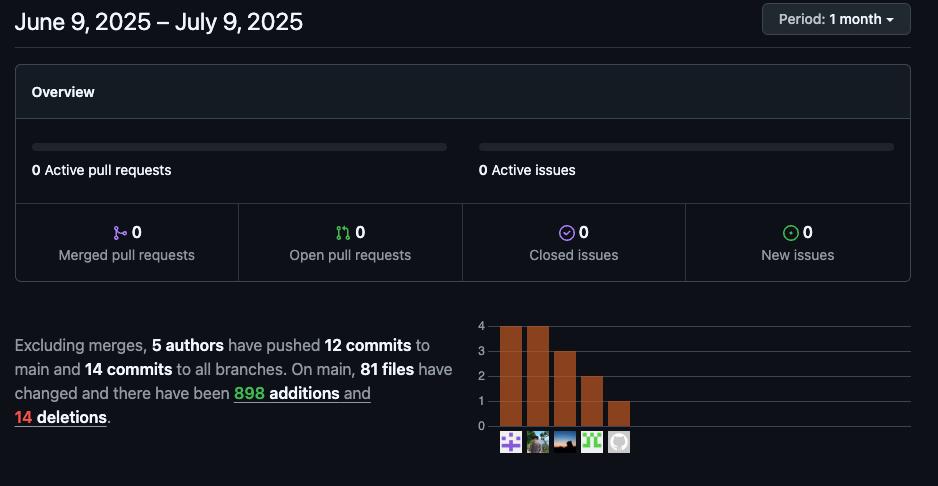 June 9, 2025 – July 9, 2025
Period: 1 month
Overview
0 Active pull requests
0 Active issues
0
Merged pull requests
0
Open pull requests
0
Closed issues
0
New issues
Excluding merges, 5 authors have pushed 12 commits to
main and 14 commits to all branches. On main, 81 files have
changed and there have been 898 additions and
14 deletions.
4
3
2
1
0